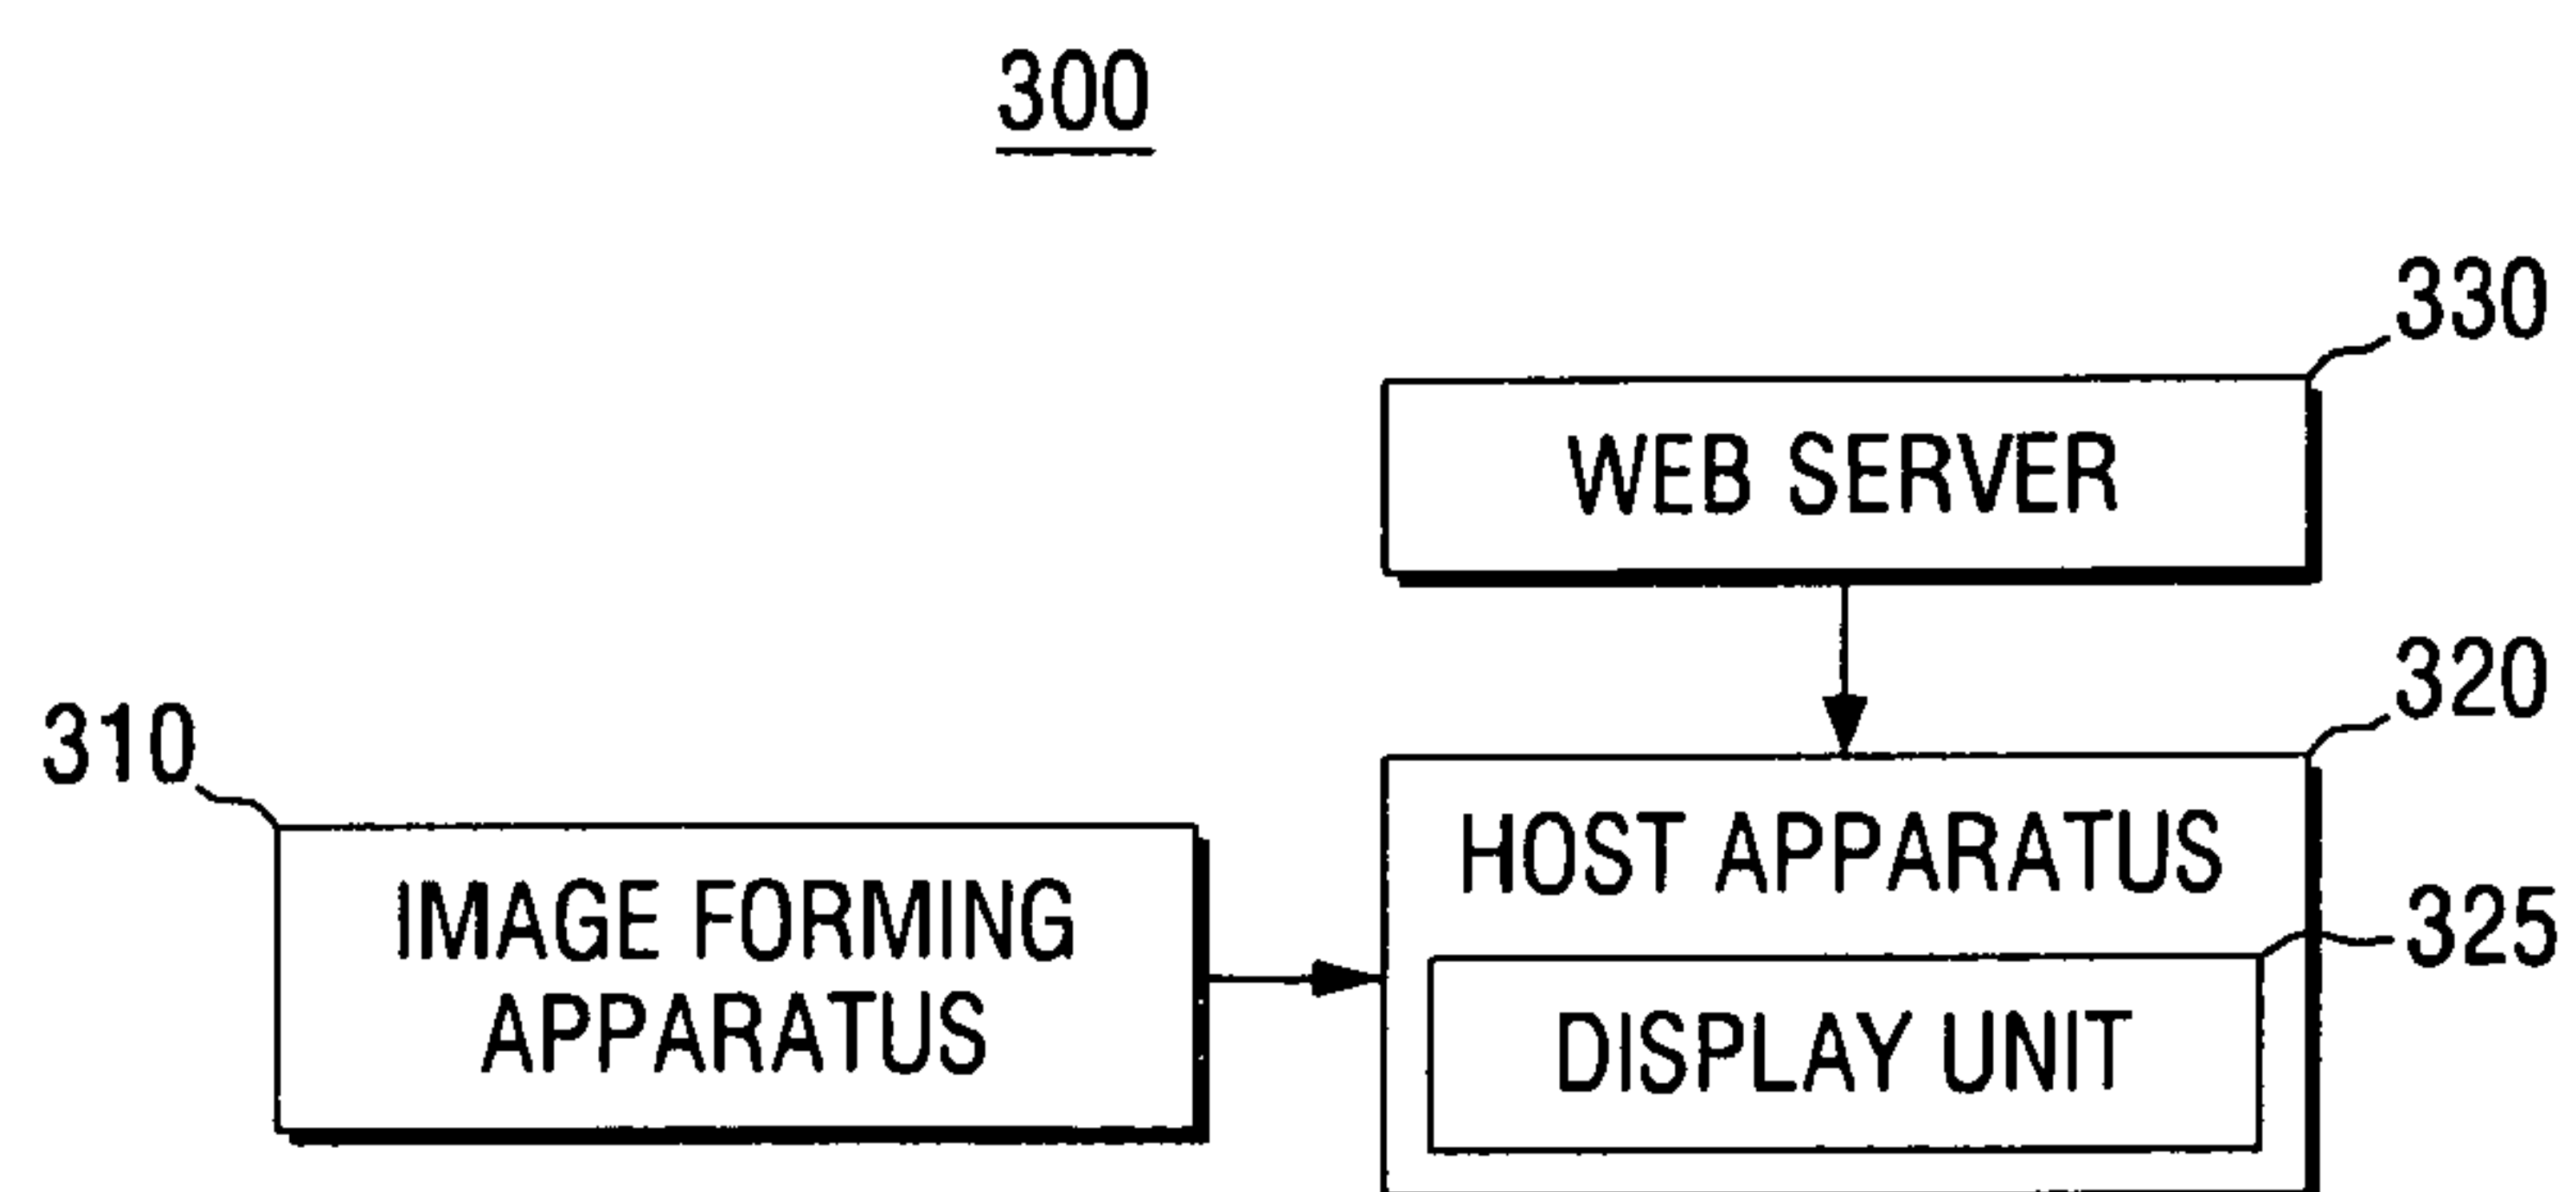 300
330
WEB SERVER
320
310
HOST APPARATUS
IMAGE FORMING
APPARATUS
325
DISPLAY UNIT